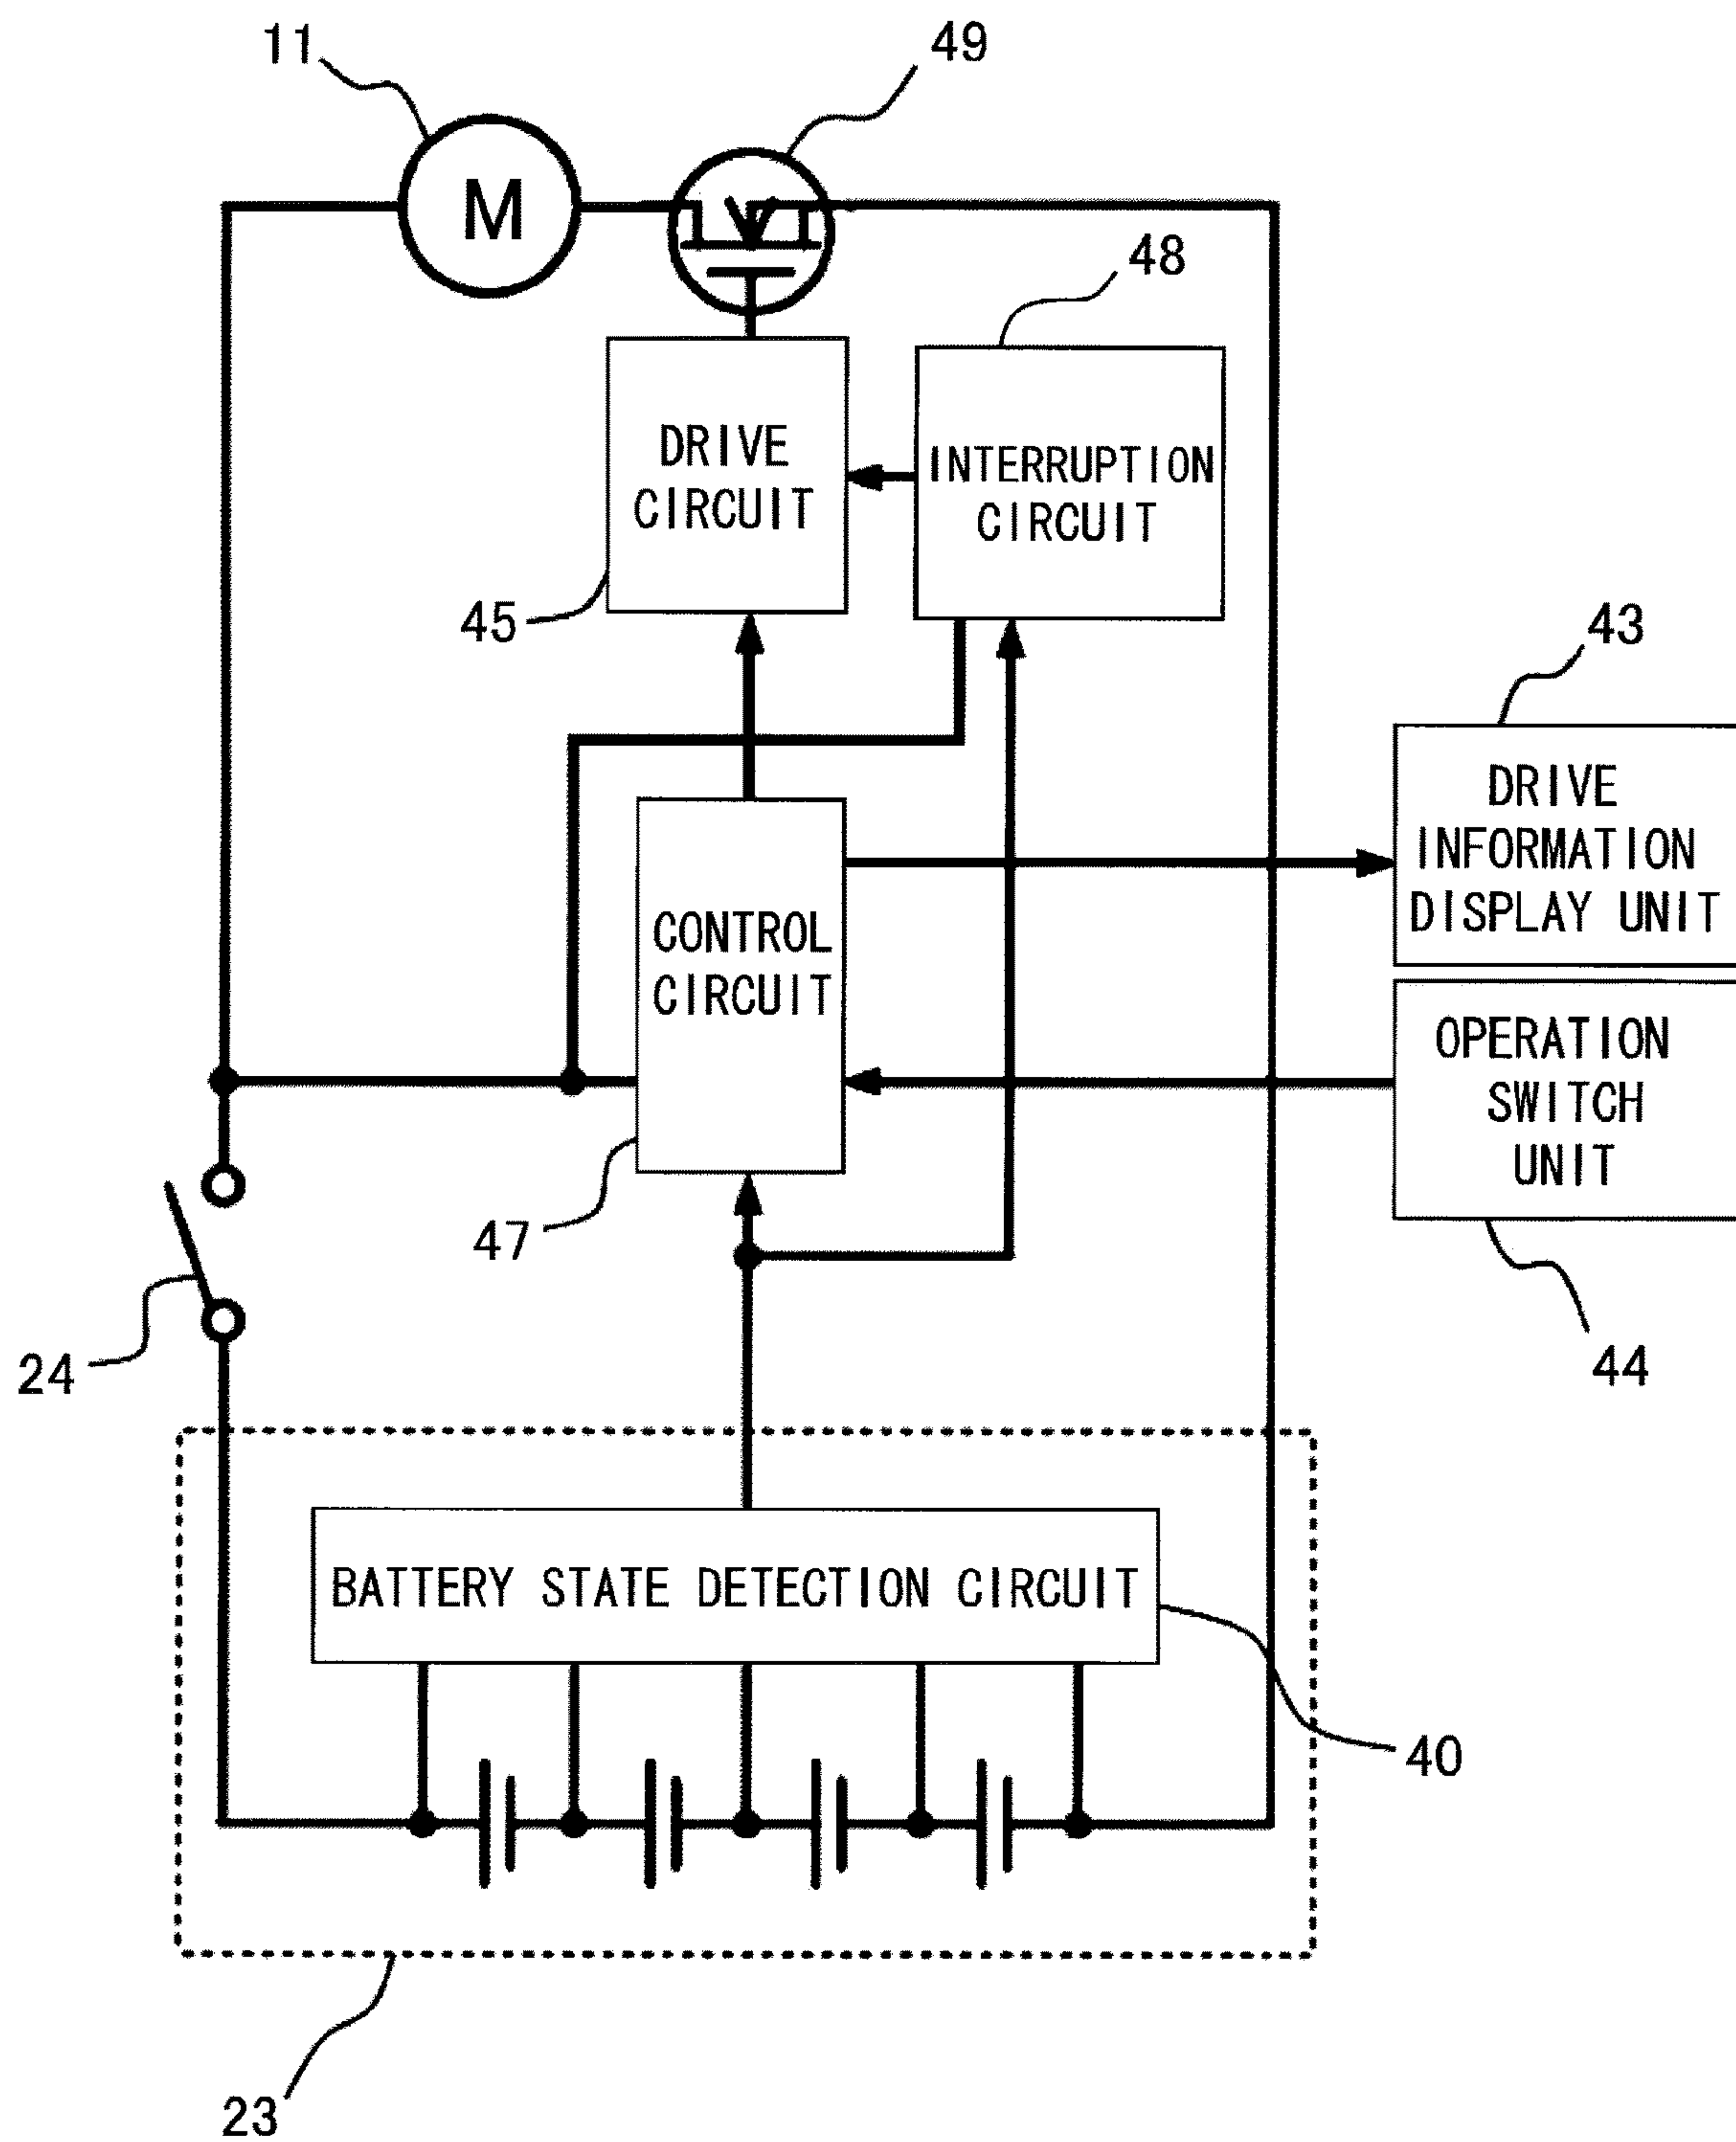 11
49
M
48
DRIVE
CIRCUIT
INTERRUPTION
CIRCUIT
45
43
DRIVE
INFORMATION
DISPLAY UNIT
CONTROL
CIRCUIT
OPERATION
SWITCH
UNIT
47
24
44
BATTERY STATE DETECTION CIRCUIT
40
23